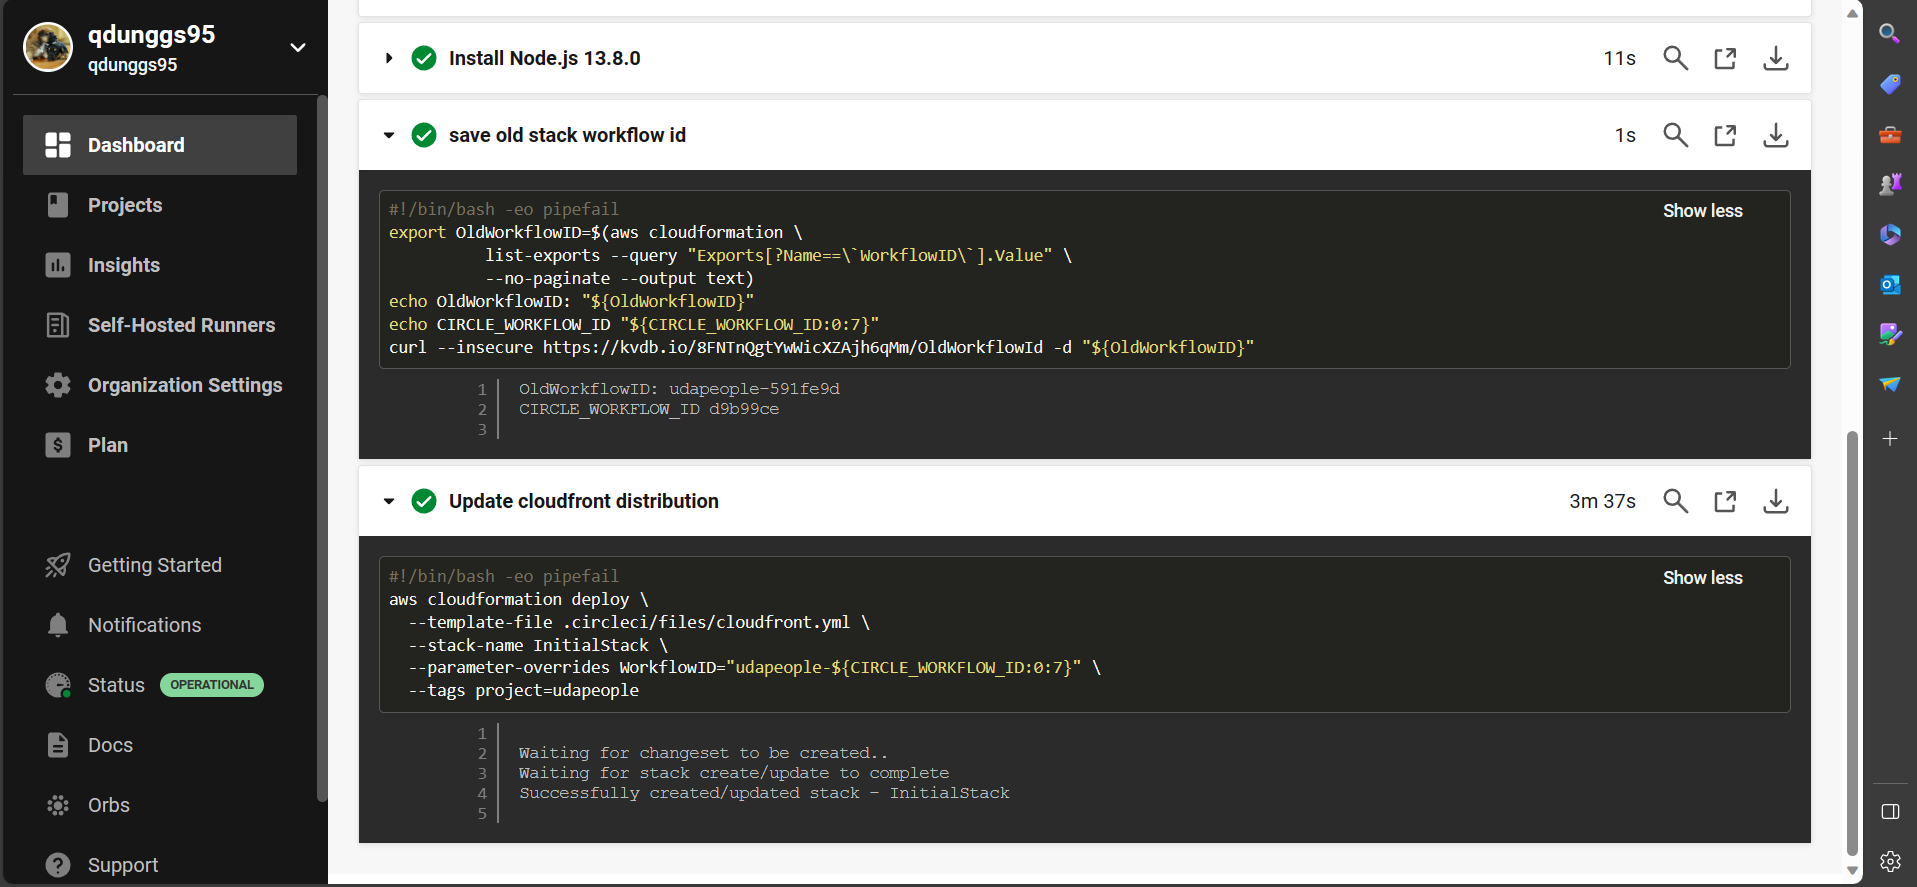 qdunggs95
qdunggs95
Dashboard
Projects
Insights
Self-Hosted Runners
Organization Settings
Plan
Getting Started
Notifications
Status OPERATIONAL
Docs
Orbs
Support
Install Node.js 13.8.0 11s
save old stack workflow id 1s
#!/bin/bash -eo pipefail Show less
export OldWorkflowID=$(aws cloudformation \
list-exports --query "Exports[?Name==\`WorkflowID\`].Value" \
--no-paginate --output text)
echo OldWorkflowID: "${OldWorkflowID}"
echo CIRCLE_WORKFLOW_ID "${CIRCLE_WORKFLOW_ID:0:7}"
curl --insecure https://kvdb.io/8FNTnQgtYwWicXZAjh6qMm/OldWorkflowId -d "${OldWorkflowID}"
1 OldWorkflowID: udapeople-591fe9d
2 CIRCLE_WORKFLOW_ID d9b99ce
3
Update cloudfront distribution 3m 37s
#!/bin/bash -eo pipefail Show less
aws cloudformation deploy \
--template-file .circleci/files/cloudfront.yml \
--stack-name InitialStack \
--parameter-overrides WorkflowID="udapeople-${CIRCLE_WORKFLOW_ID:0:7}" \
--tags project=udapeople
1
2 Waiting for changeset to be created..
3 Waiting for stack create/update to complete
4 Successfully created/updated stack - InitialStack
5